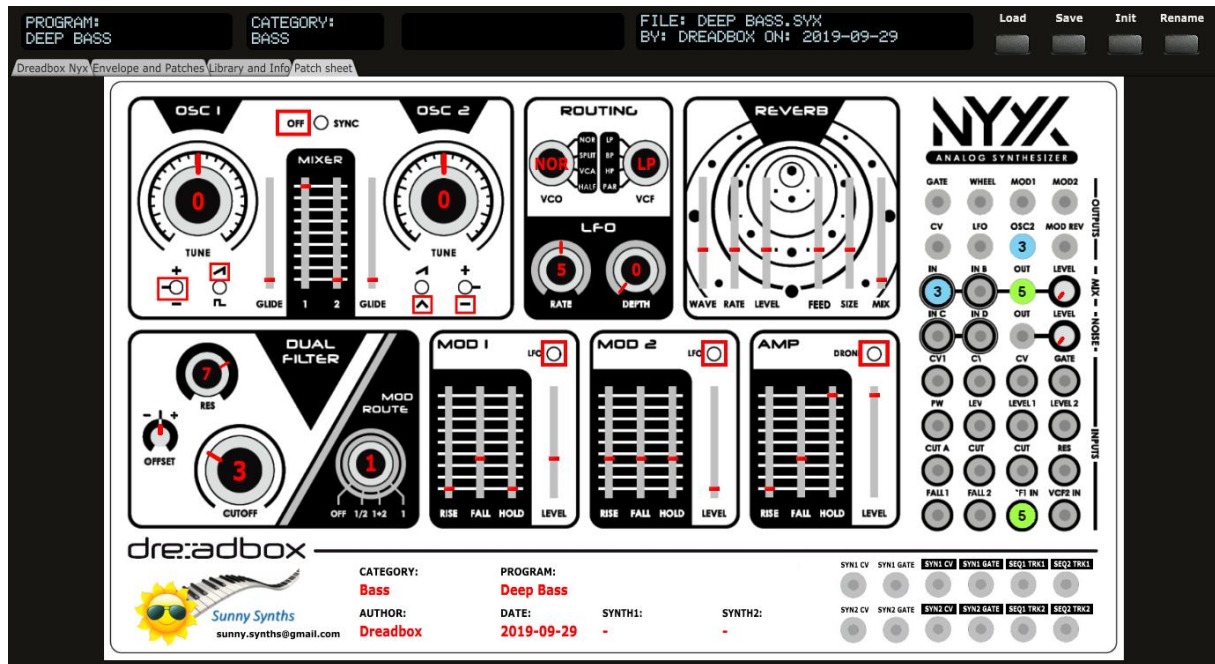 PROGRAM:
DEEP BASS
CATEGORY:
BASS
FILE: DEEP BASS.SYX
BY: DREADBOX ON: 2019-09-29
Load Save Init Rename
Dreadbox Nyx Envelope and Patches Library and Info Patch sheet
OSC 1
OFF SYNC
OSC 2
MIXER
0
0
TUNE
TUNE
+
-
GLIDE 1 2 GLIDE
+
-
ROUTING
NOR LP
SPLIT BP
VCA HP
HALF PAR
NOR
LP
VCO VCF
LFO
5
0
RATE DEPTH
REVERB
WAVE RATE LEVEL FEED SIZE MIX
NYX
ANALOG SYNTHESIZER
GATE WHEEL MOD1 MOD2
CV LFO OSC2 MOD REV
OUTPUTS
3
IN IN B OUT LEVEL
3
5
MIX
IN C IN D OUT LEVEL
NOISE
CV1 C\ CV GATE
PW LEV LEVEL1 LEVEL 2
CUT A CUT CUT RES
FALL1 FALL 2 "F1 IN VCF2 IN
5
INPUTS
DUAL
FILTER
7
RES
- | +
OFFSET
3
CUTOFF
MOD
ROUTE
1
OFF 1/2 1+2 1
MOD 1
LFO
RISE FALL HOLD LEVEL
MOD 2
LFO
RISE FALL HOLD LEVEL
AMP
DRON
RISE FALL HOLD LEVEL
dreadbox
Sunny Synths
sunny.synths@gmail.com
CATEGORY:
Bass
PROGRAM:
Deep Bass
AUTHOR:
Dreadbox
DATE:
2019-09-29
SYNTH1:
-
SYNTH2:
-
SYN1 CV SYN1 GATE SYN1 CV SYN1 GATE SEQ1 TRK1 SEQ2 TRK1
SYN2 CV SYN2 GATE SYN2 CV SYN2 GATE SEQ1 TRK2 SEQ2 TRK2